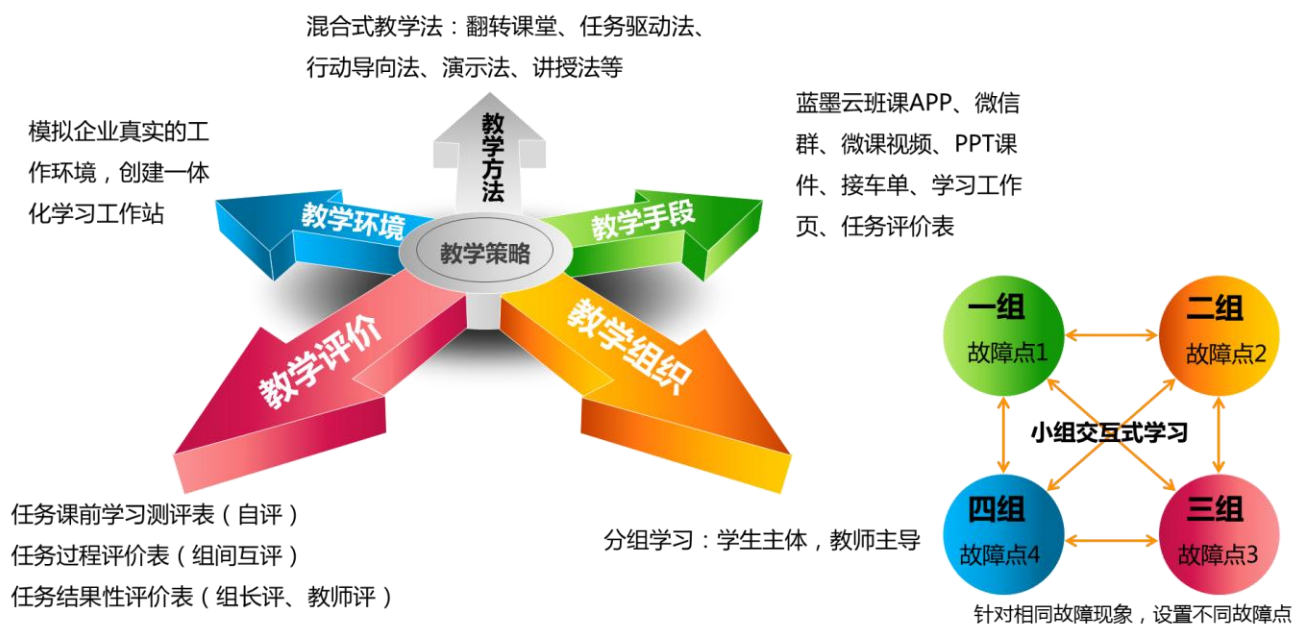 混合式教学法：翻转课堂、任务驱动法、
行动导向法、演示法、讲授法等
模拟企业真实的工
作环境，创建一体
化学习工作站
蓝墨云班课APP、微信
群、微课视频、PPT课
件、接车单、学习工作
页、任务评价表
教学方法
教学环境
教学手段
教学策略
教学评价
教学组织
一组
故障点1
二组
故障点2
小组交互式学习
四组
故障点4
三组
故障点3
针对相同故障现象，设置不同故障点
任务课前学习测评表（自评）
任务过程评价表（组间互评）
任务结果性评价表（组长评、教师评）
分组学习：学生主体，教师主导